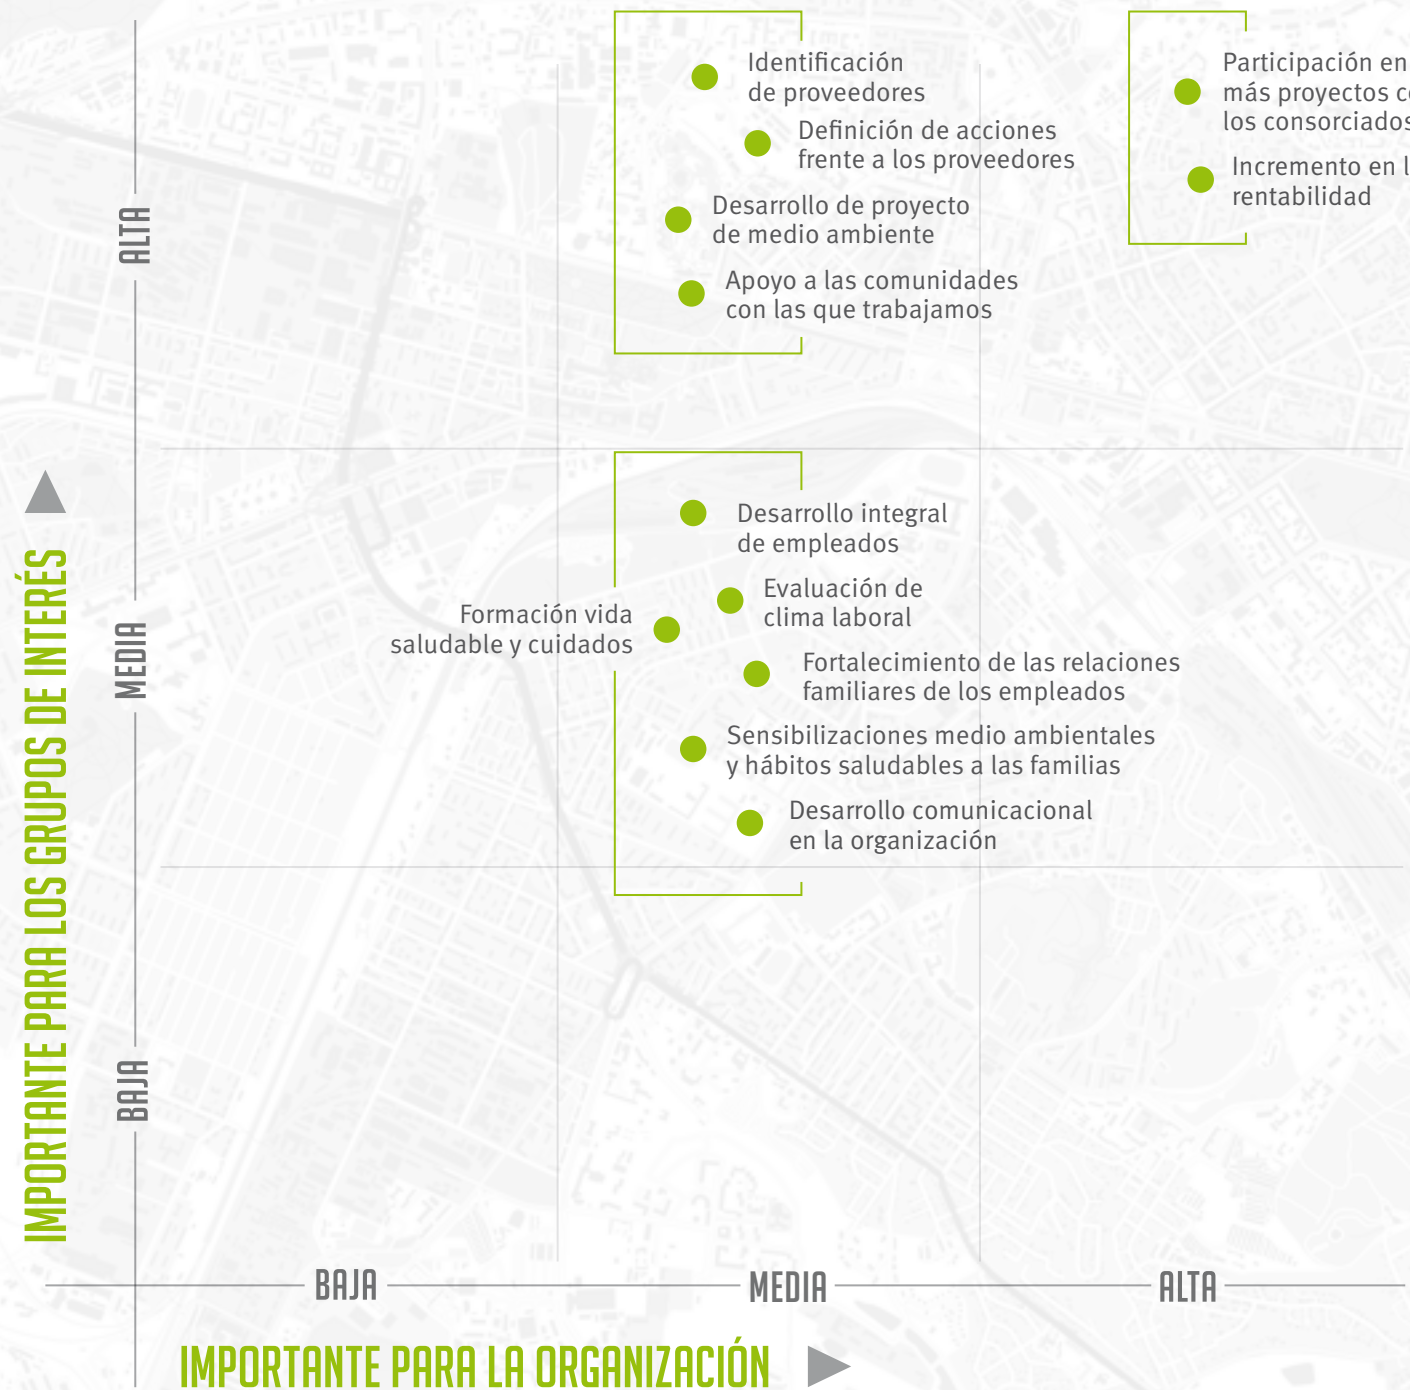 Identificación
de proveedores
Definición de acciones
frente a los proveedores
Desarrollo de proyecto
de medio ambiente
Apoyo a las comunidades
con las que trabajamos
Participación en
más proyectos
los consorciados
Incremento en
rentabilidad
ALTA
Desarrollo integral
de empleados
Evaluación de
clima laboral
Formación vida
saludable y cuidados
Fortalecimiento de las relaciones
familiares de los empleados
Sensibilizaciones medio ambientales
y hábitos saludables a las familias
Desarrollo comunicacional
en la organización
MEDIA
BAJA
IMPORTANTE PARA LOS GRUPOS DE INTERÉS
BAJA
MEDIA
ALTA
IMPORTANTE PARA LA ORGANIZACIÓN